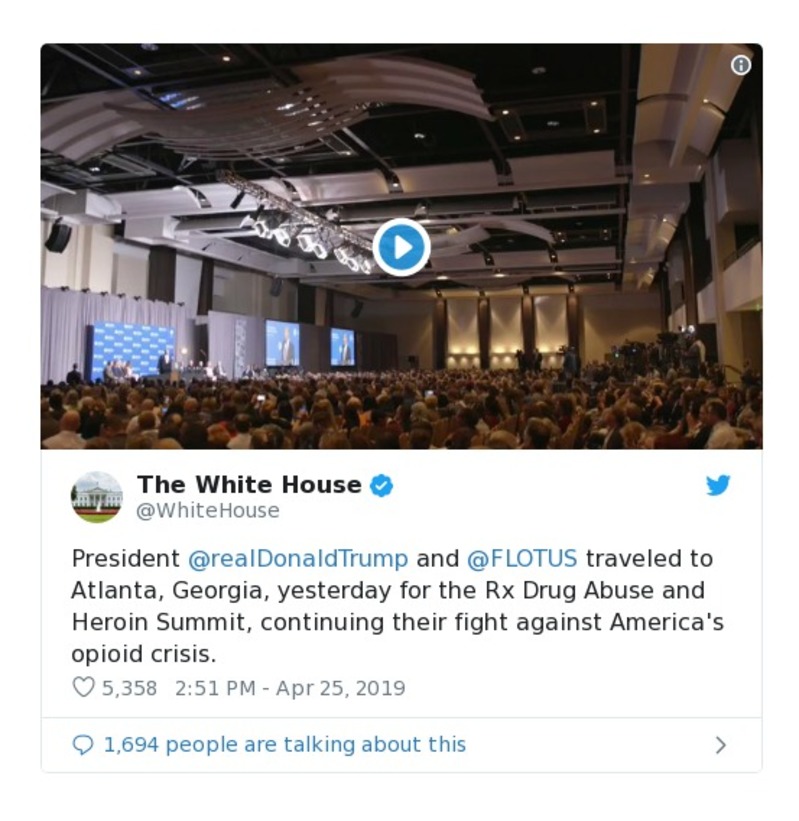 The White House
@WhiteHouse
President @realDonaldTrump and @FLOTUS traveled to
Atlanta, Georgia, yesterday for the Rx Drug Abuse and
Heroin Summit, continuing their fight against America's
opioid crisis.
5,358 2:51 PM - Apr 25, 2019
1,694 people are talking about this